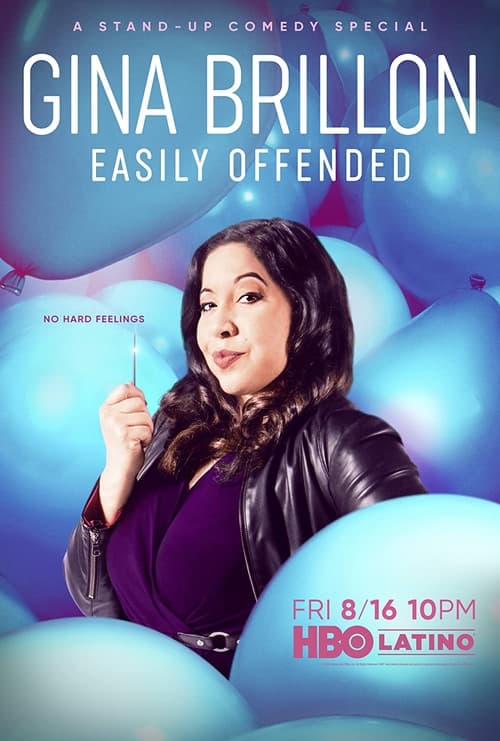 A STAND-UP COMEDY SPECIAL
GINA BRILLON
EASILY OFFENDED
NO HARD FEELINGS
FRI 8/16 10PM
HBO LATINO